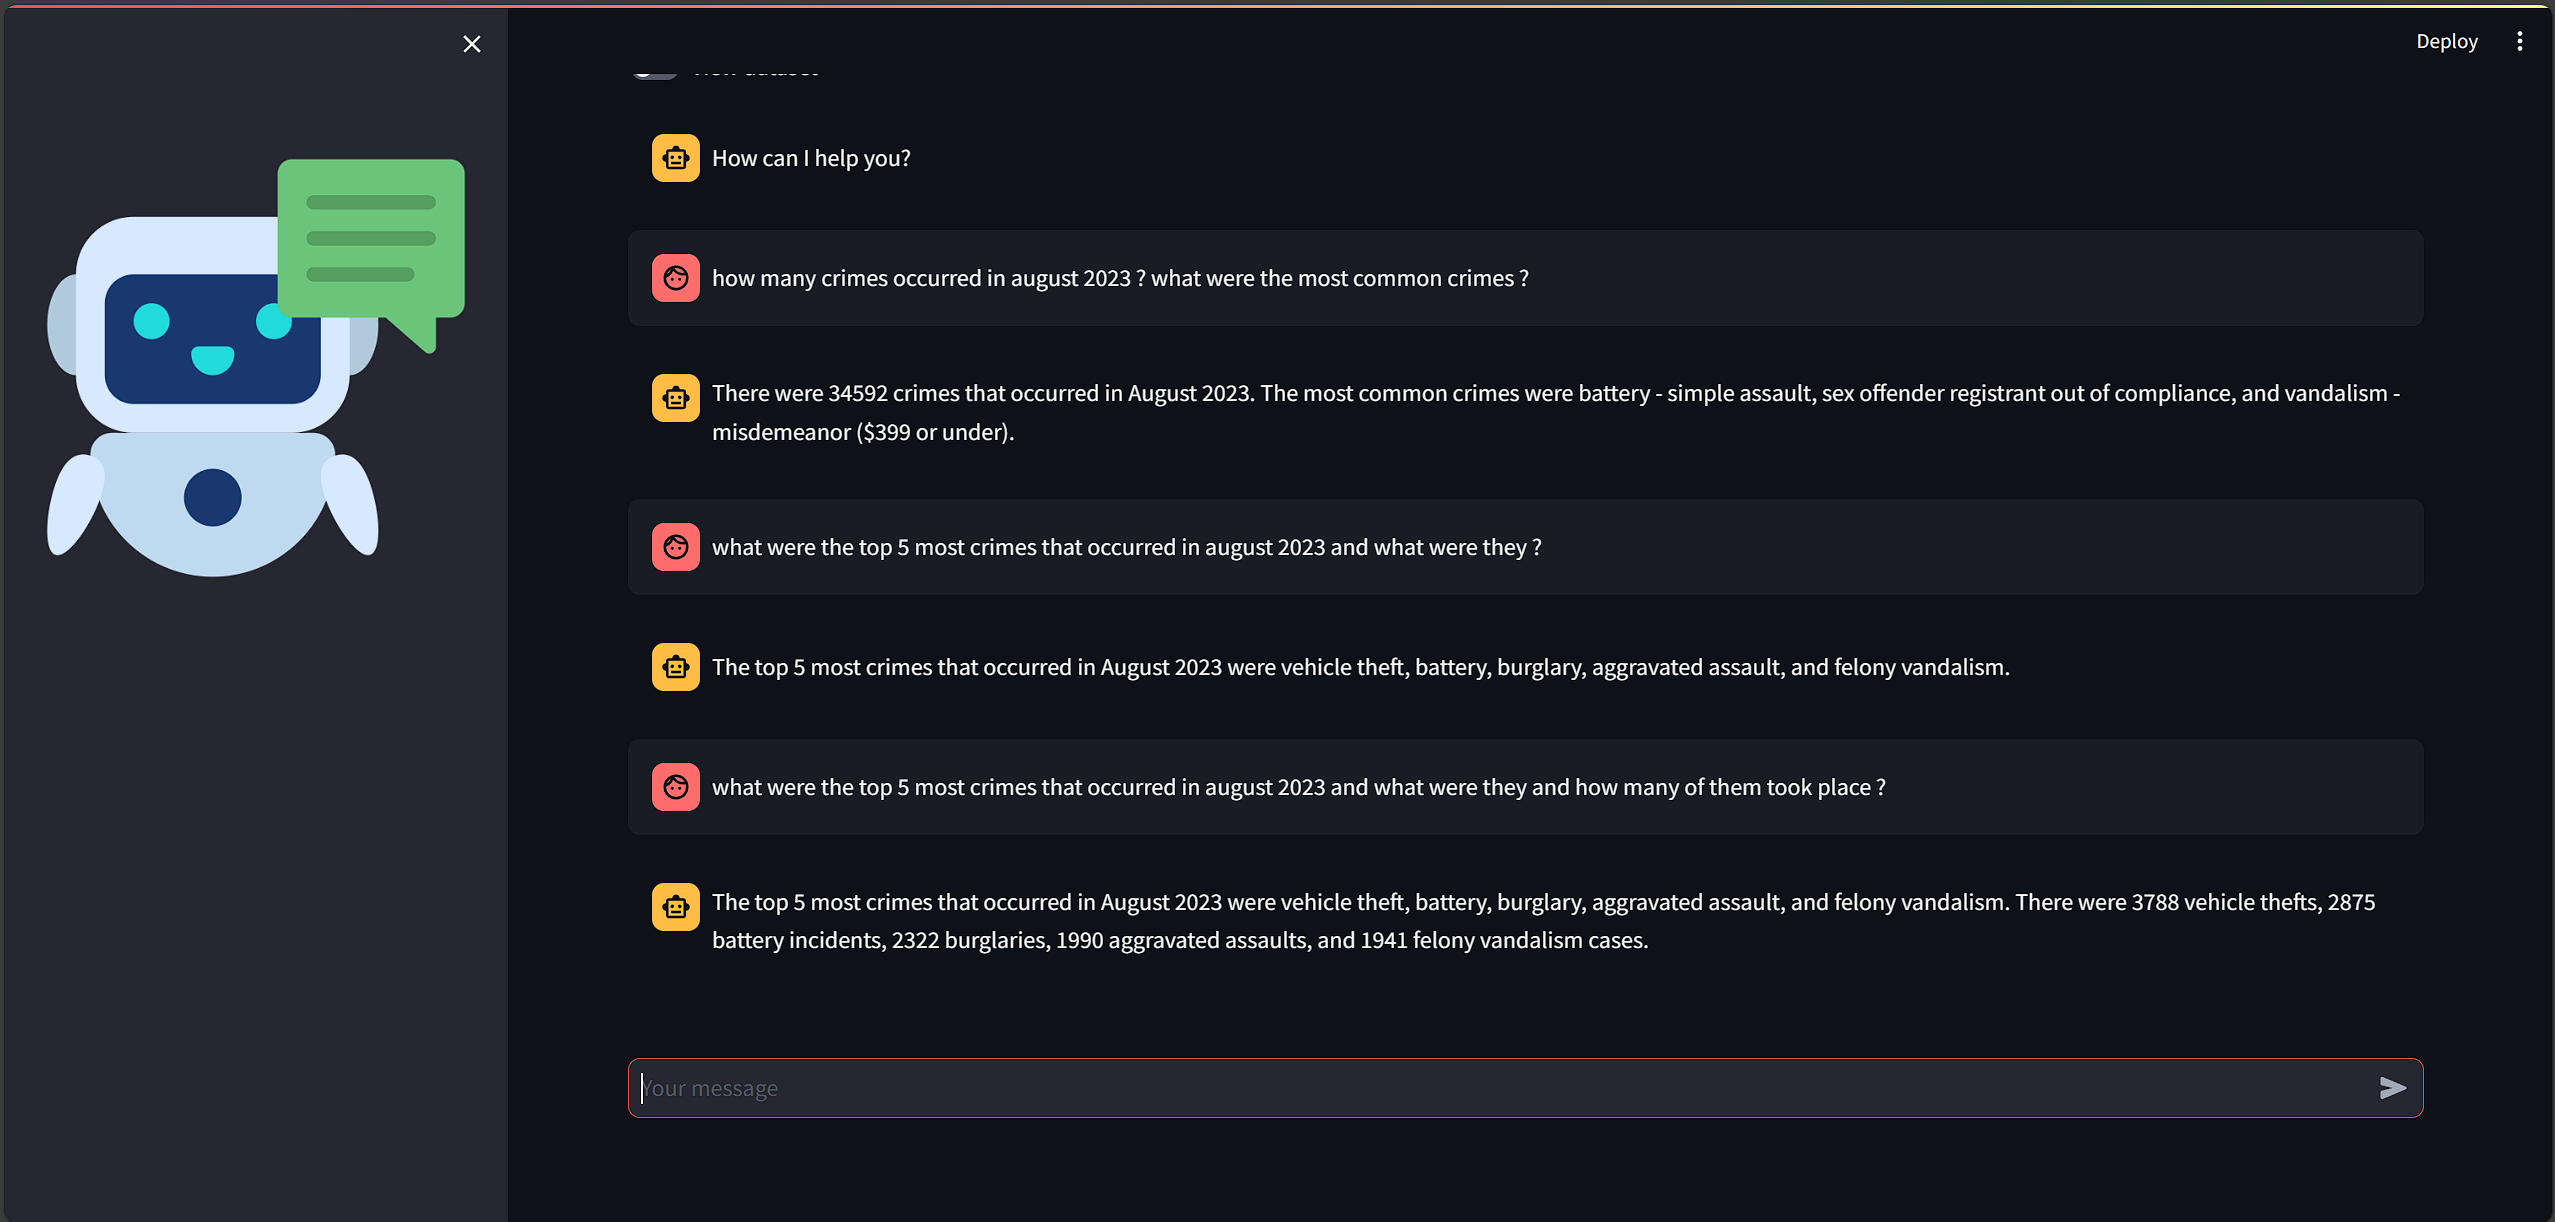 Deploy
How can I help you?
how many crimes occurred in august 2023 ? what were the most common crimes ?
There were 34592 crimes that occurred in August 2023. The most common crimes were battery - simple assault, sex offender registrant out of compliance, and vandalism -
misdemeanor ($399 or under).
what were the top 5 most crimes that occurred in august 2023 and what were they ?
The top 5 most crimes that occurred in August 2023 were vehicle theft, battery, burglary, aggravated assault, and felony vandalism.
what were the top 5 most crimes that occurred in august 2023 and what were they and how many of them took place ?
The top 5 most crimes that occurred in August 2023 were vehicle theft, battery, burglary, aggravated assault, and felony vandalism. There were 3788 vehicle thefts, 2875
battery incidents, 2322 burglaries, 1990 aggravated assaults, and 1941 felony vandalism cases.
Your message